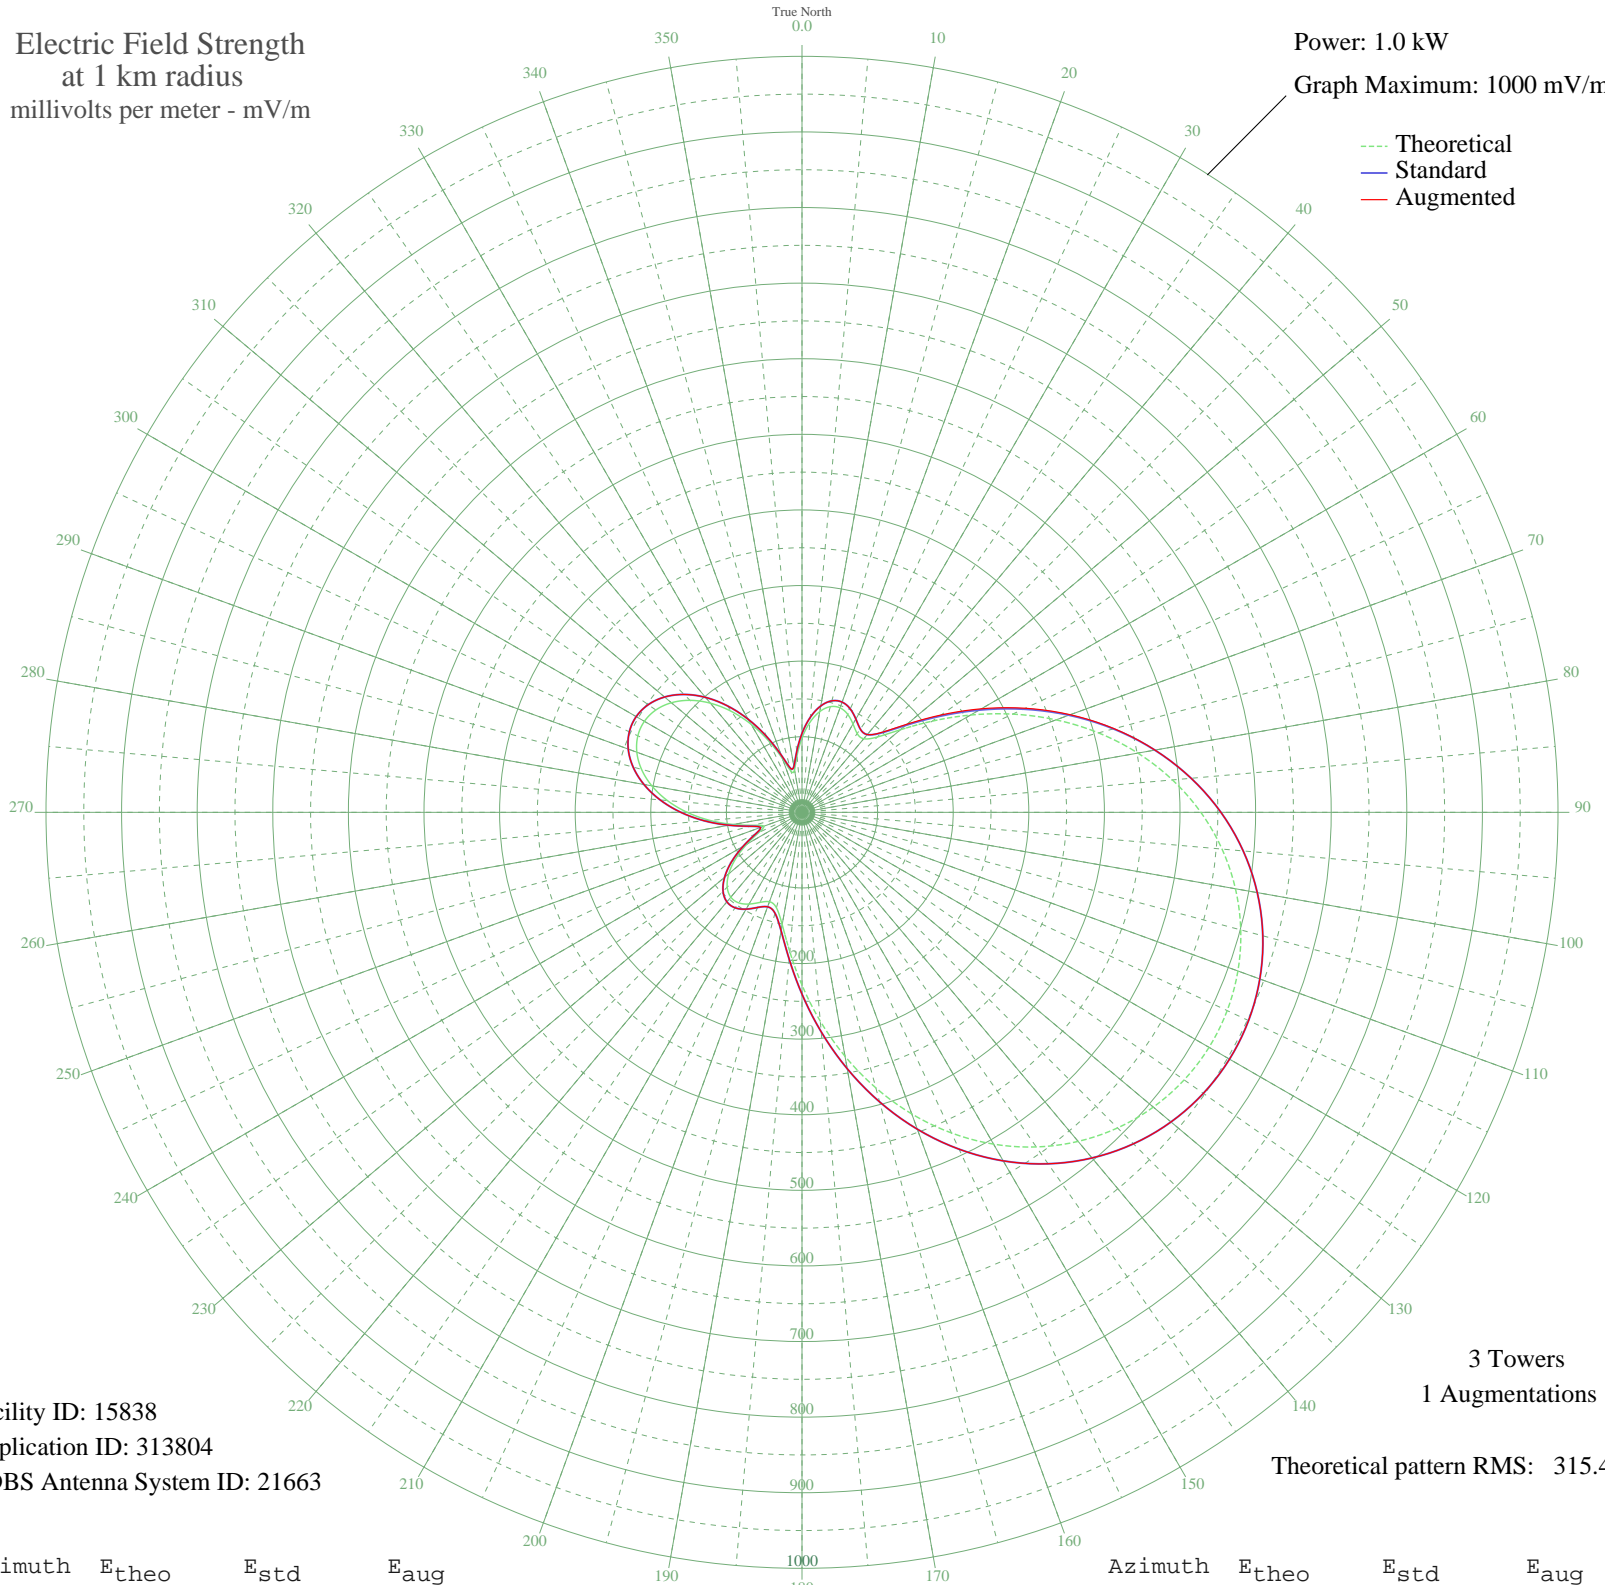 True North
0.0
Electric Field Strength
at 1 km radius
millivolts per meter - mV/m
Power: 1.0 kW
Graph Maximum: 1000 mV/m
Theoretical
Standard
Augmented
10
20
30
40
50
60
70
80
90
100
110
120
130
140
150
160
170
190
200
210
220
230
240
250
260
270
280
290
300
310
320
330
340
350
200
300
400
500
600
700
800
900
1000
3 Towers
1 Augmentations
Theoretical pattern RMS: 315.4
cility ID: 15838
plication ID: 313804
DBS Antenna System ID: 21663
imuth Etheo Estd Eaug
Azimuth Etheo Estd Eaug